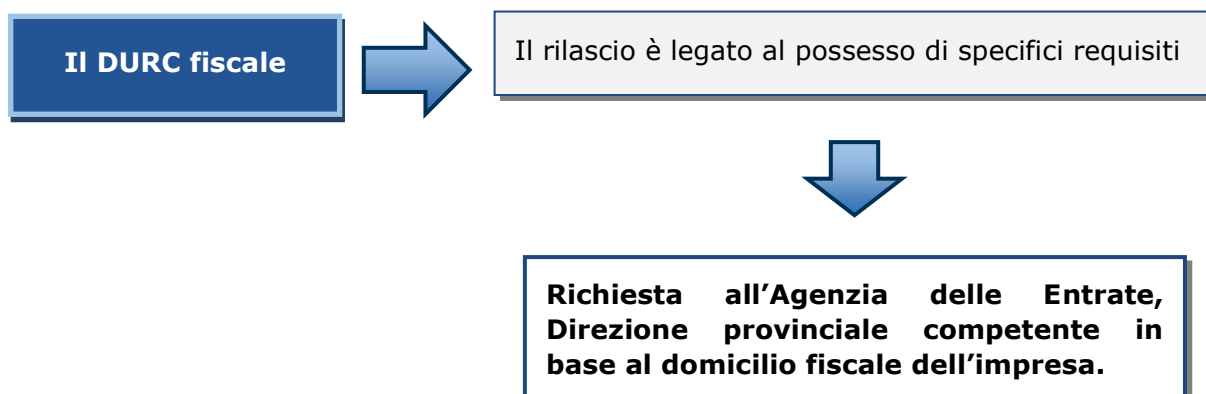 Il DURC fiscale
Il rilascio è legato al possesso di specifici requisiti
Richiesta all’Agenzia delle Entrate,
Direzione provinciale competente in
base al domicilio fiscale dell’impresa.